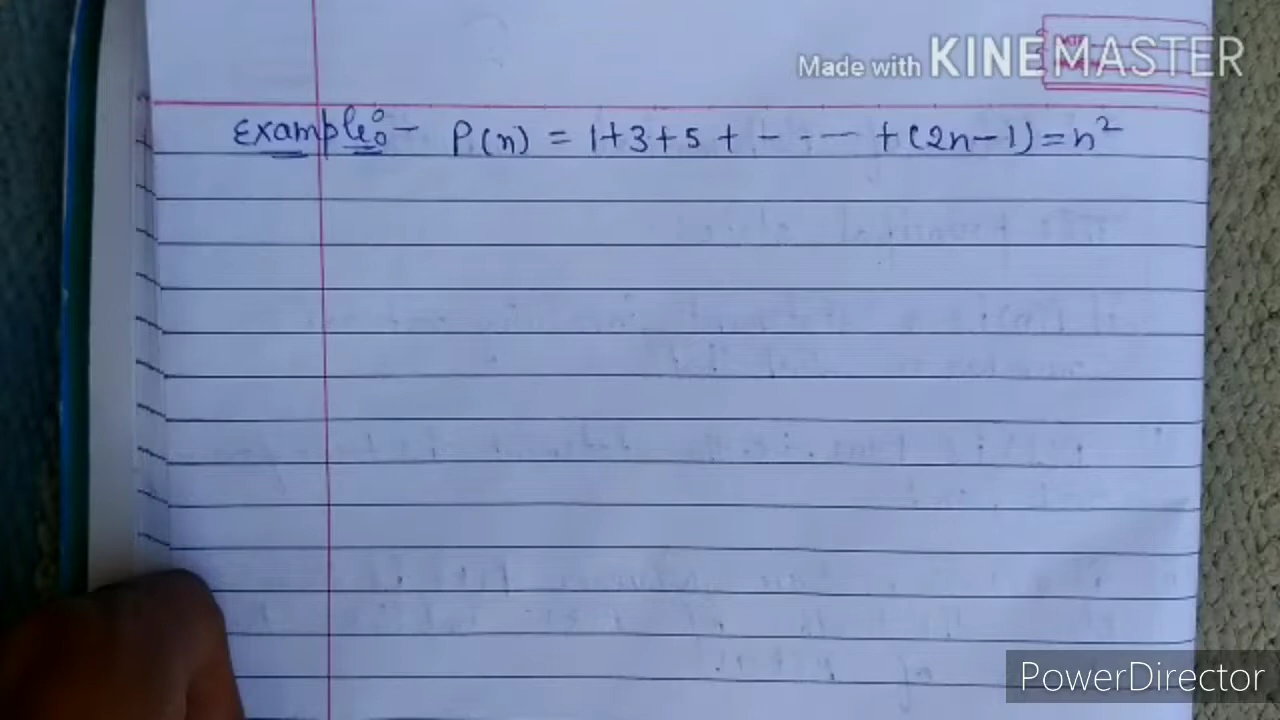 Made with KINEMASTER
Example:- P(n) = 1+3+5+ - - - - +(2n-1)=n²
PowerDirector